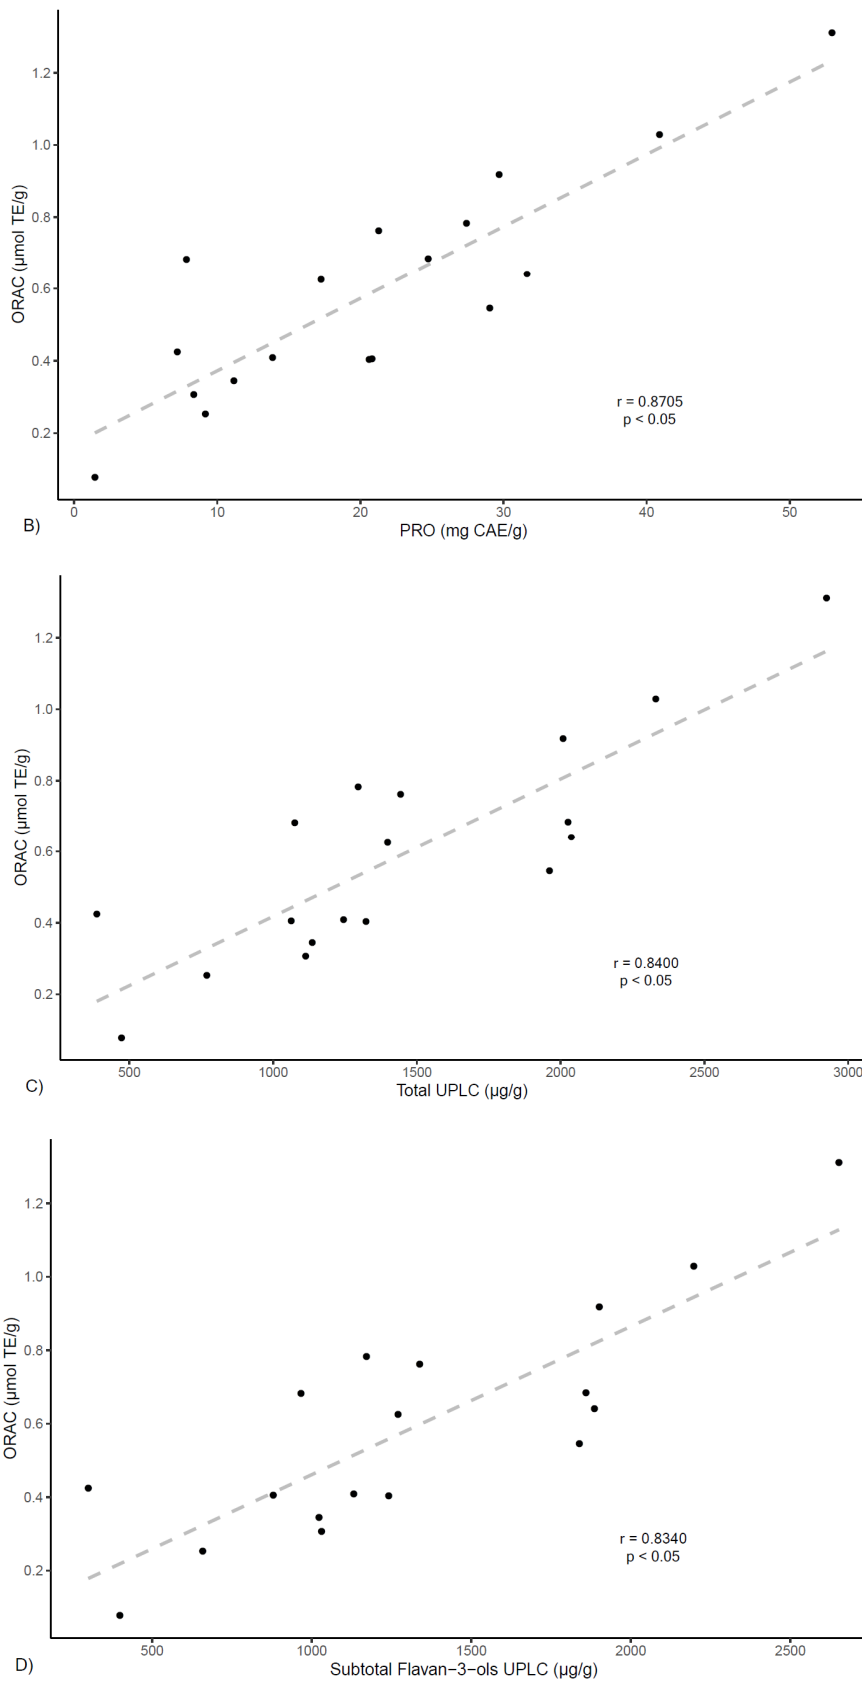 1.2
1.0
0.8
0.6
0.4
0.2
ORAC (µmol TE/g)
r = 0.8705
p < 0.05
0 10 20 30 40 50
B)
PRO (mg CAE/g)
1.2
1.0
0.8
0.6
0.4
0.2
ORAC (µmol TE/g)
r = 0.8400
p < 0.05
500 1000 1500 2000 2500 3000
C)
Total UPLC (µg/g)
1.2
1.0
0.8
0.6
0.4
0.2
ORAC (µmol TE/g)
r = 0.8340
p < 0.05
500 1000 1500 2000 2500
D)
Subtotal Flavan−3−ols UPLC (µg/g)